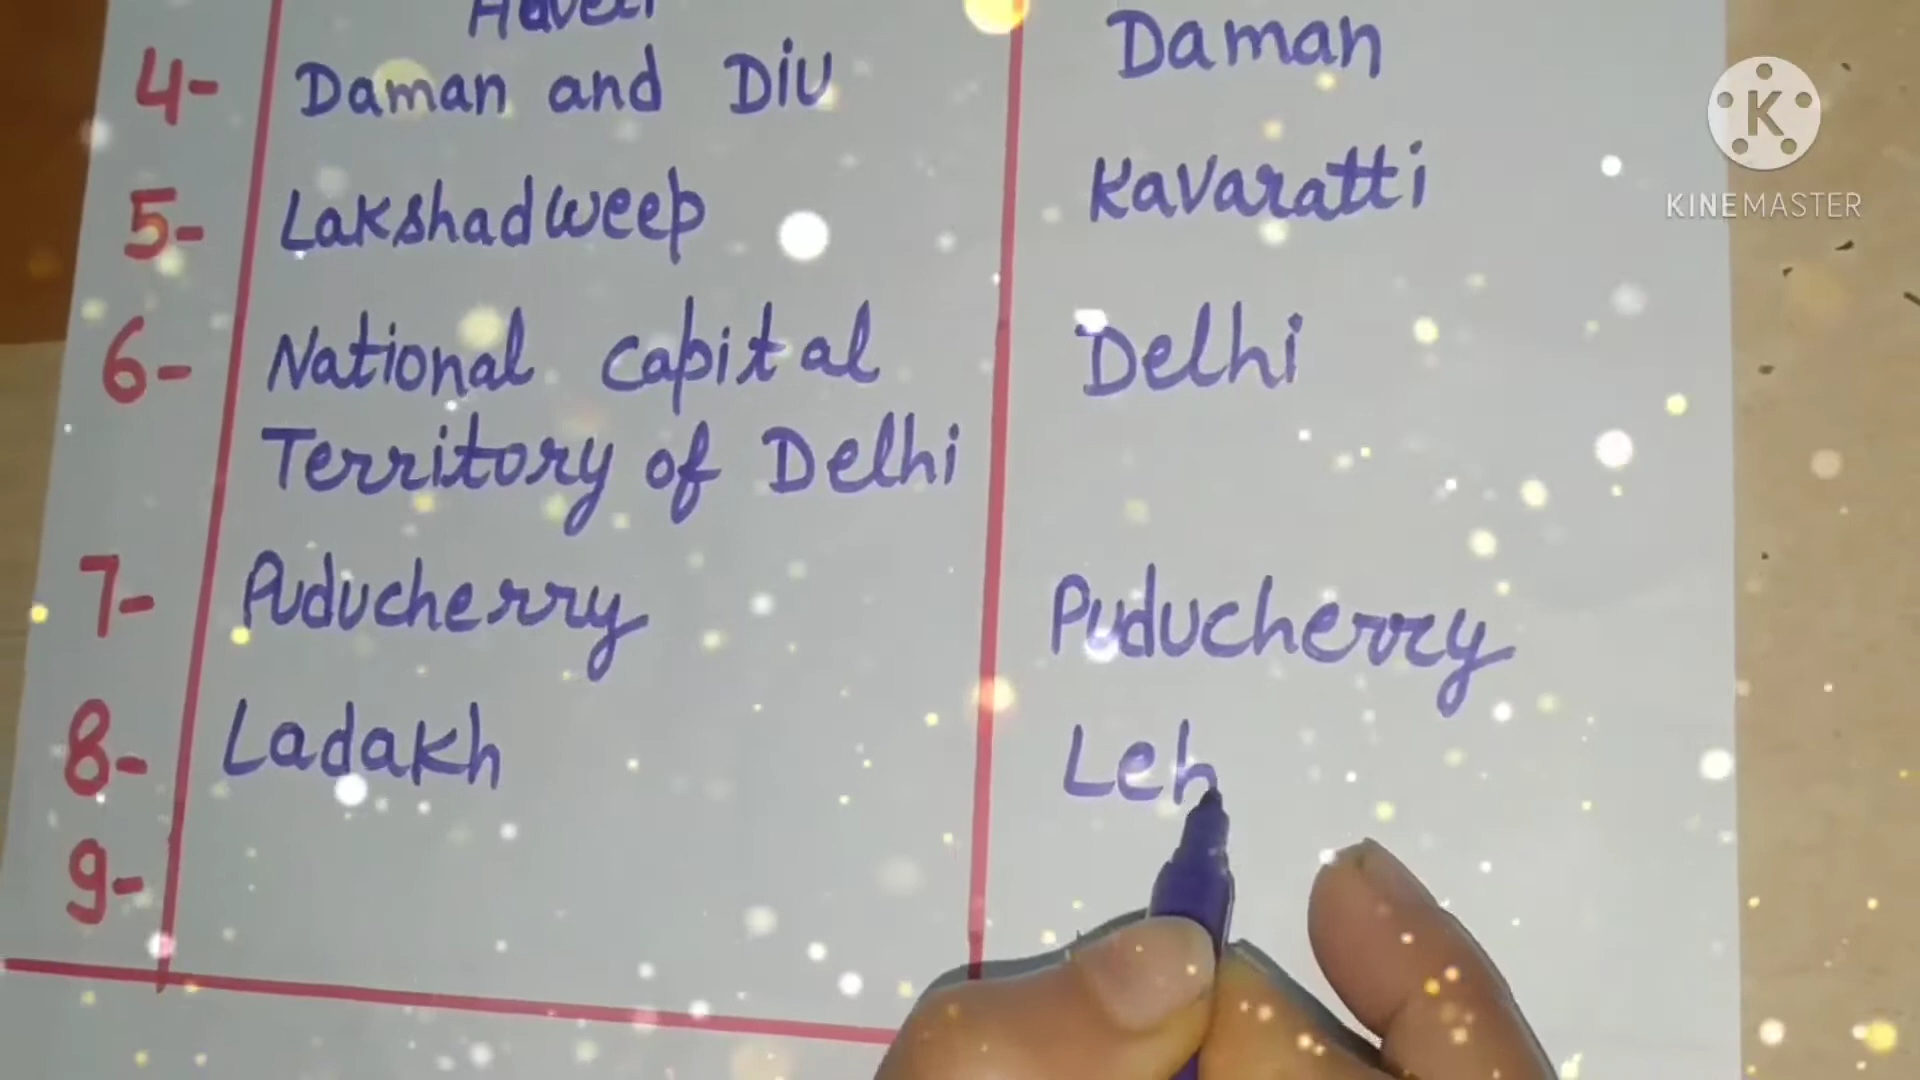 Haveli
Daman
4- Daman and Diu
5- Lakshadweep Kavaratti
6- National capital Delhi
Territory of Delhi
7- Puducherry Puducherry
8- Ladakh Leh
9-
K
KINEMASTER